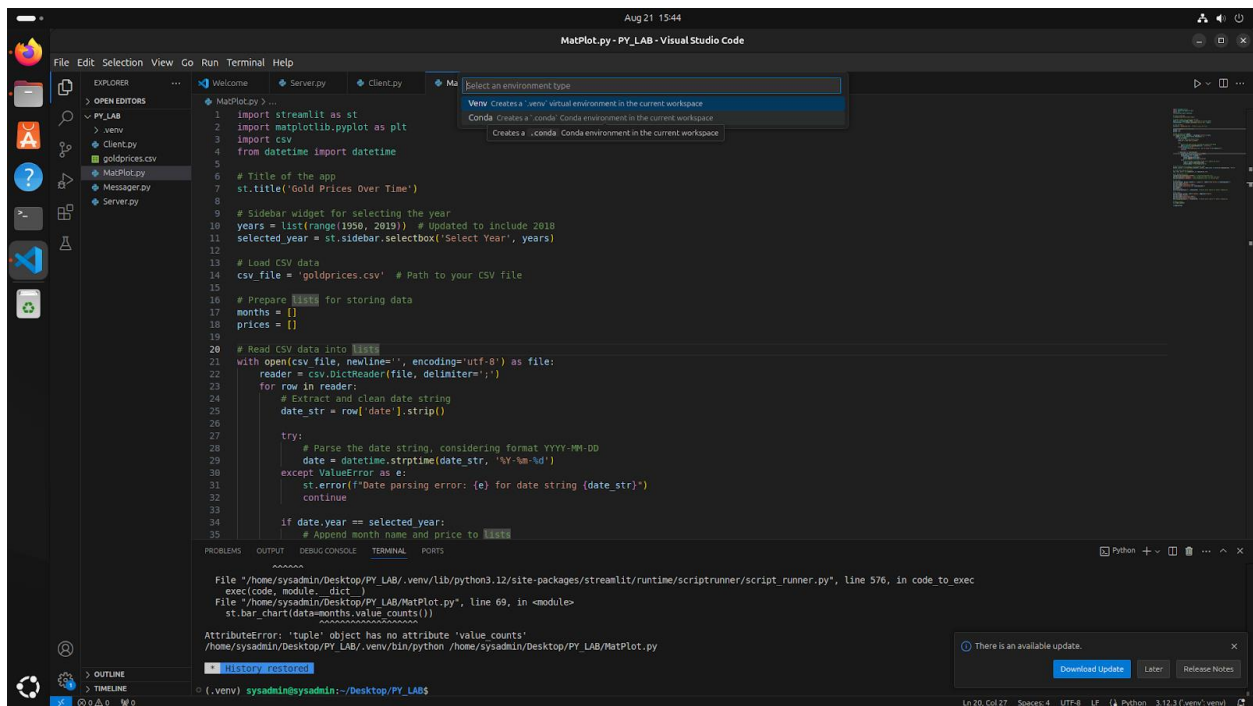 Aug 21 15:44
MatPlot.py - PY_LAB - Visual Studio Code
File Edit Selection View Go Run Terminal Help
EXPLORER
OPEN EDITORS
PY_LAB
.venv
Client.py
goldprices.csv
MatPlot.py
Messager.py
Server.py
OUTLINE
TIMELINE
Welcome Server.py Client.py Ma
Select an environment type
Venv Creates a `.venv` virtual environment in the current workspace
Conda Creates a `.conda` Conda environment in the current workspace
Creates a .conda Conda environment in the current workspace
MatPlot.py > ...
1 import streamlit as st
2 import matplotlib.pyplot as plt
3 import csv
4 from datetime import datetime
5
6 # Title of the app
7 st.title('Gold Prices Over Time')
8
9 # Sidebar widget for selecting the year
10 years = list(range(1950, 2019)) # Updated to include 2018
11 selected_year = st.sidebar.selectbox('Select Year', years)
12
13 # Load CSV data
14 csv_file = 'goldprices.csv' # Path to your CSV file
15
16 # Prepare lists for storing data
17 months = []
18 prices = []
19
20 # Read CSV data into lists
21 with open(csv_file, newline='', encoding='utf-8') as file:
22 reader = csv.DictReader(file, delimiter=';')
23 for row in reader:
24 # Extract and clean date string
25 date_str = row['date'].strip()
26
27 try:
28 # Parse the date string, considering format YYYY-MM-DD
29 date = datetime.strptime(date_str, '%Y-%m-%d')
30 except ValueError as e:
31 st.error(f"Date parsing error: {e} for date string {date_str}")
32 continue
33
34 if date.year == selected_year:
35 # Append month name and price to lists
PROBLEMS OUTPUT DEBUG CONSOLE TERMINAL PORTS
Python
^^^^^^
File "/home/sysadmin/Desktop/PY_LAB/.venv/lib/python3.12/site-packages/streamlit/runtime/scriptrunner/script_runner.py", line 576, in code_to_exec
exec(code, module.__dict__)
File "/home/sysadmin/Desktop/PY_LAB/MatPlot.py", line 69, in <module>
st.bar_chart(data=months.value_counts())
^^^^^^^^^^^^^^^^^^^
AttributeError: 'tuple' object has no attribute 'value_counts'
/home/sysadmin/Desktop/PY_LAB/.venv/bin/python /home/sysadmin/Desktop/PY_LAB/MatPlot.py
* History restored
(.venv) sysadmin@sysadmin:~/Desktop/PY_LAB$
There is an available update.
Download Update Later Release Notes
0 0 0 Ln 20, Col 27 Spaces: 4 UTF-8 LF Python 3.12.3 ('.venv': venv)